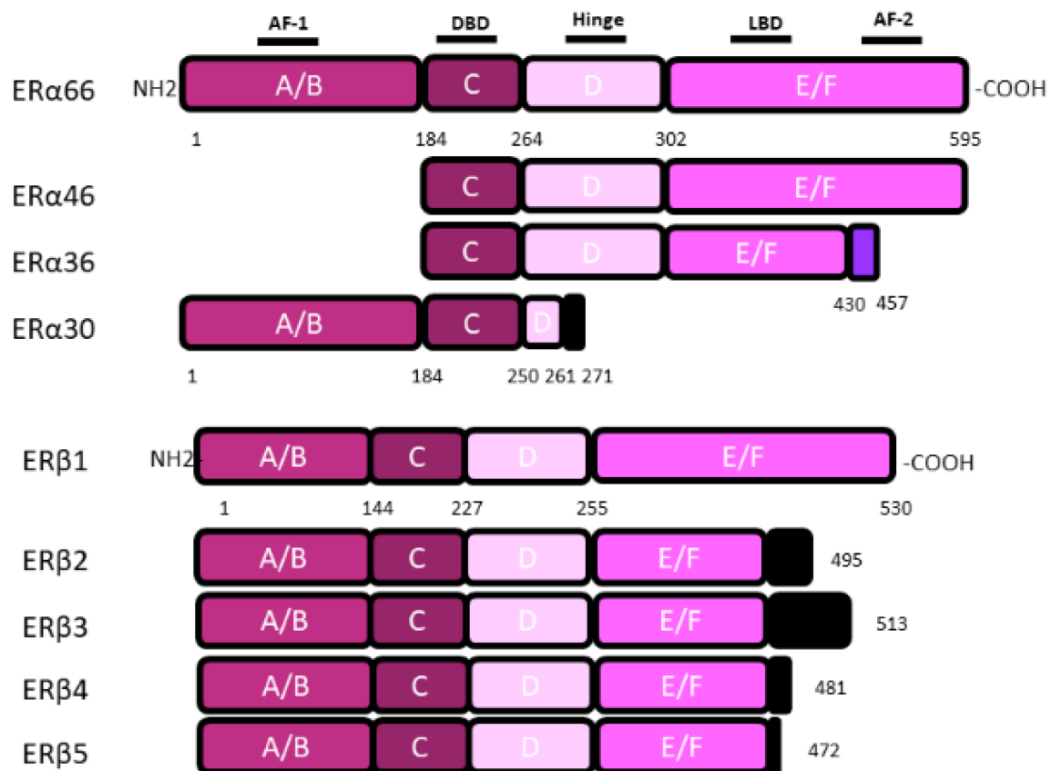 AF-1 DBD Hinge LBD AF-2
ERα66 NH2 A/B C D E/F -COOH
1 184 264 302 595
ERα46 C D E/F
ERα36 C D E/F
430 457
ERα30 A/B C D
1 184 250 261 271
ERβ1 NH2- A/B C D E/F -COOH
1 144 227 255 530
ERβ2 A/B C D E/F 495
ERβ3 A/B C D E/F 513
ERβ4 A/B C D E/F 481
ERβ5 A/B C D E/F 472